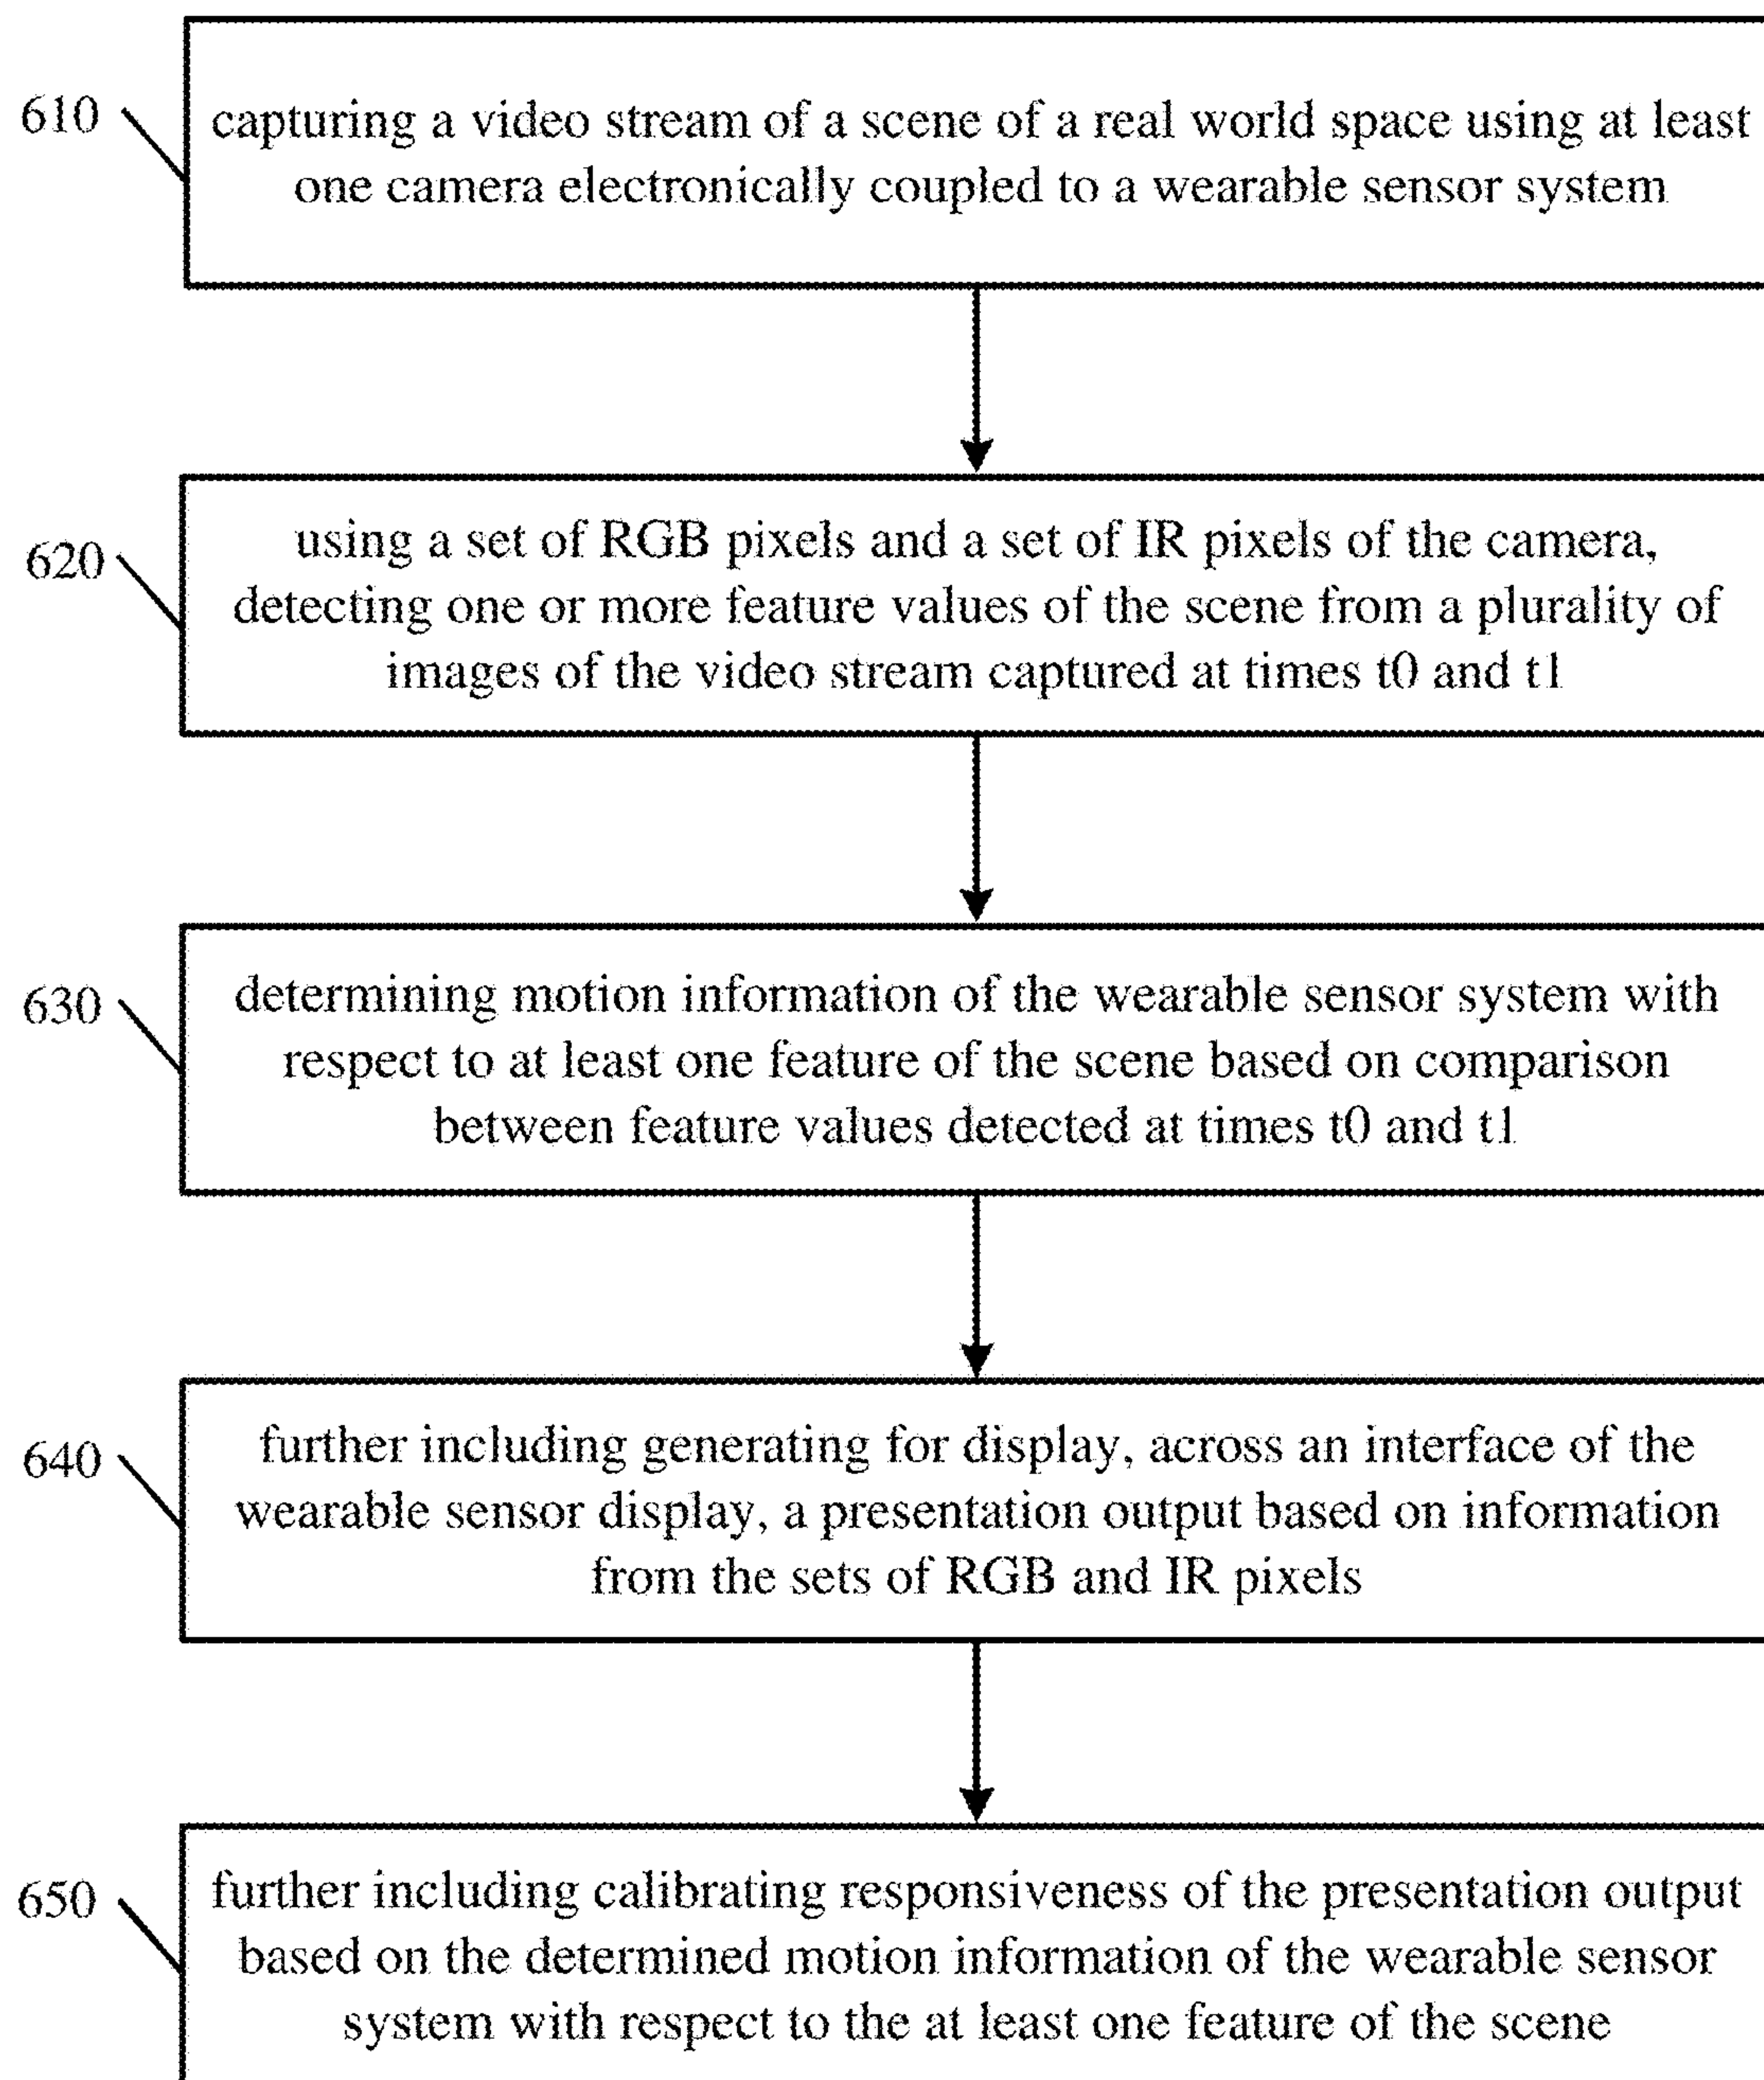 610
capturing a video stream of a scene of a real world space using at least
one camera electronically coupled to a wearable sensor system
620
using a set of RGB pixels and a set of IR pixels of the camera,
detecting one or more feature values of the scene from a plurality of
images of the video stream captured at times t0 and t1
630
determining motion information of the wearable sensor system with
respect to at least one feature of the scene based on comparison
between feature values detected at times t0 and t1
640
further including generating for display, across an interface of the
wearable sensor display, a presentation output based on information
from the sets of RGB and IR pixels
650
further including calibrating responsiveness of the presentation output
based on the determined motion information of the wearable sensor
system with respect to the at least one feature of the scene